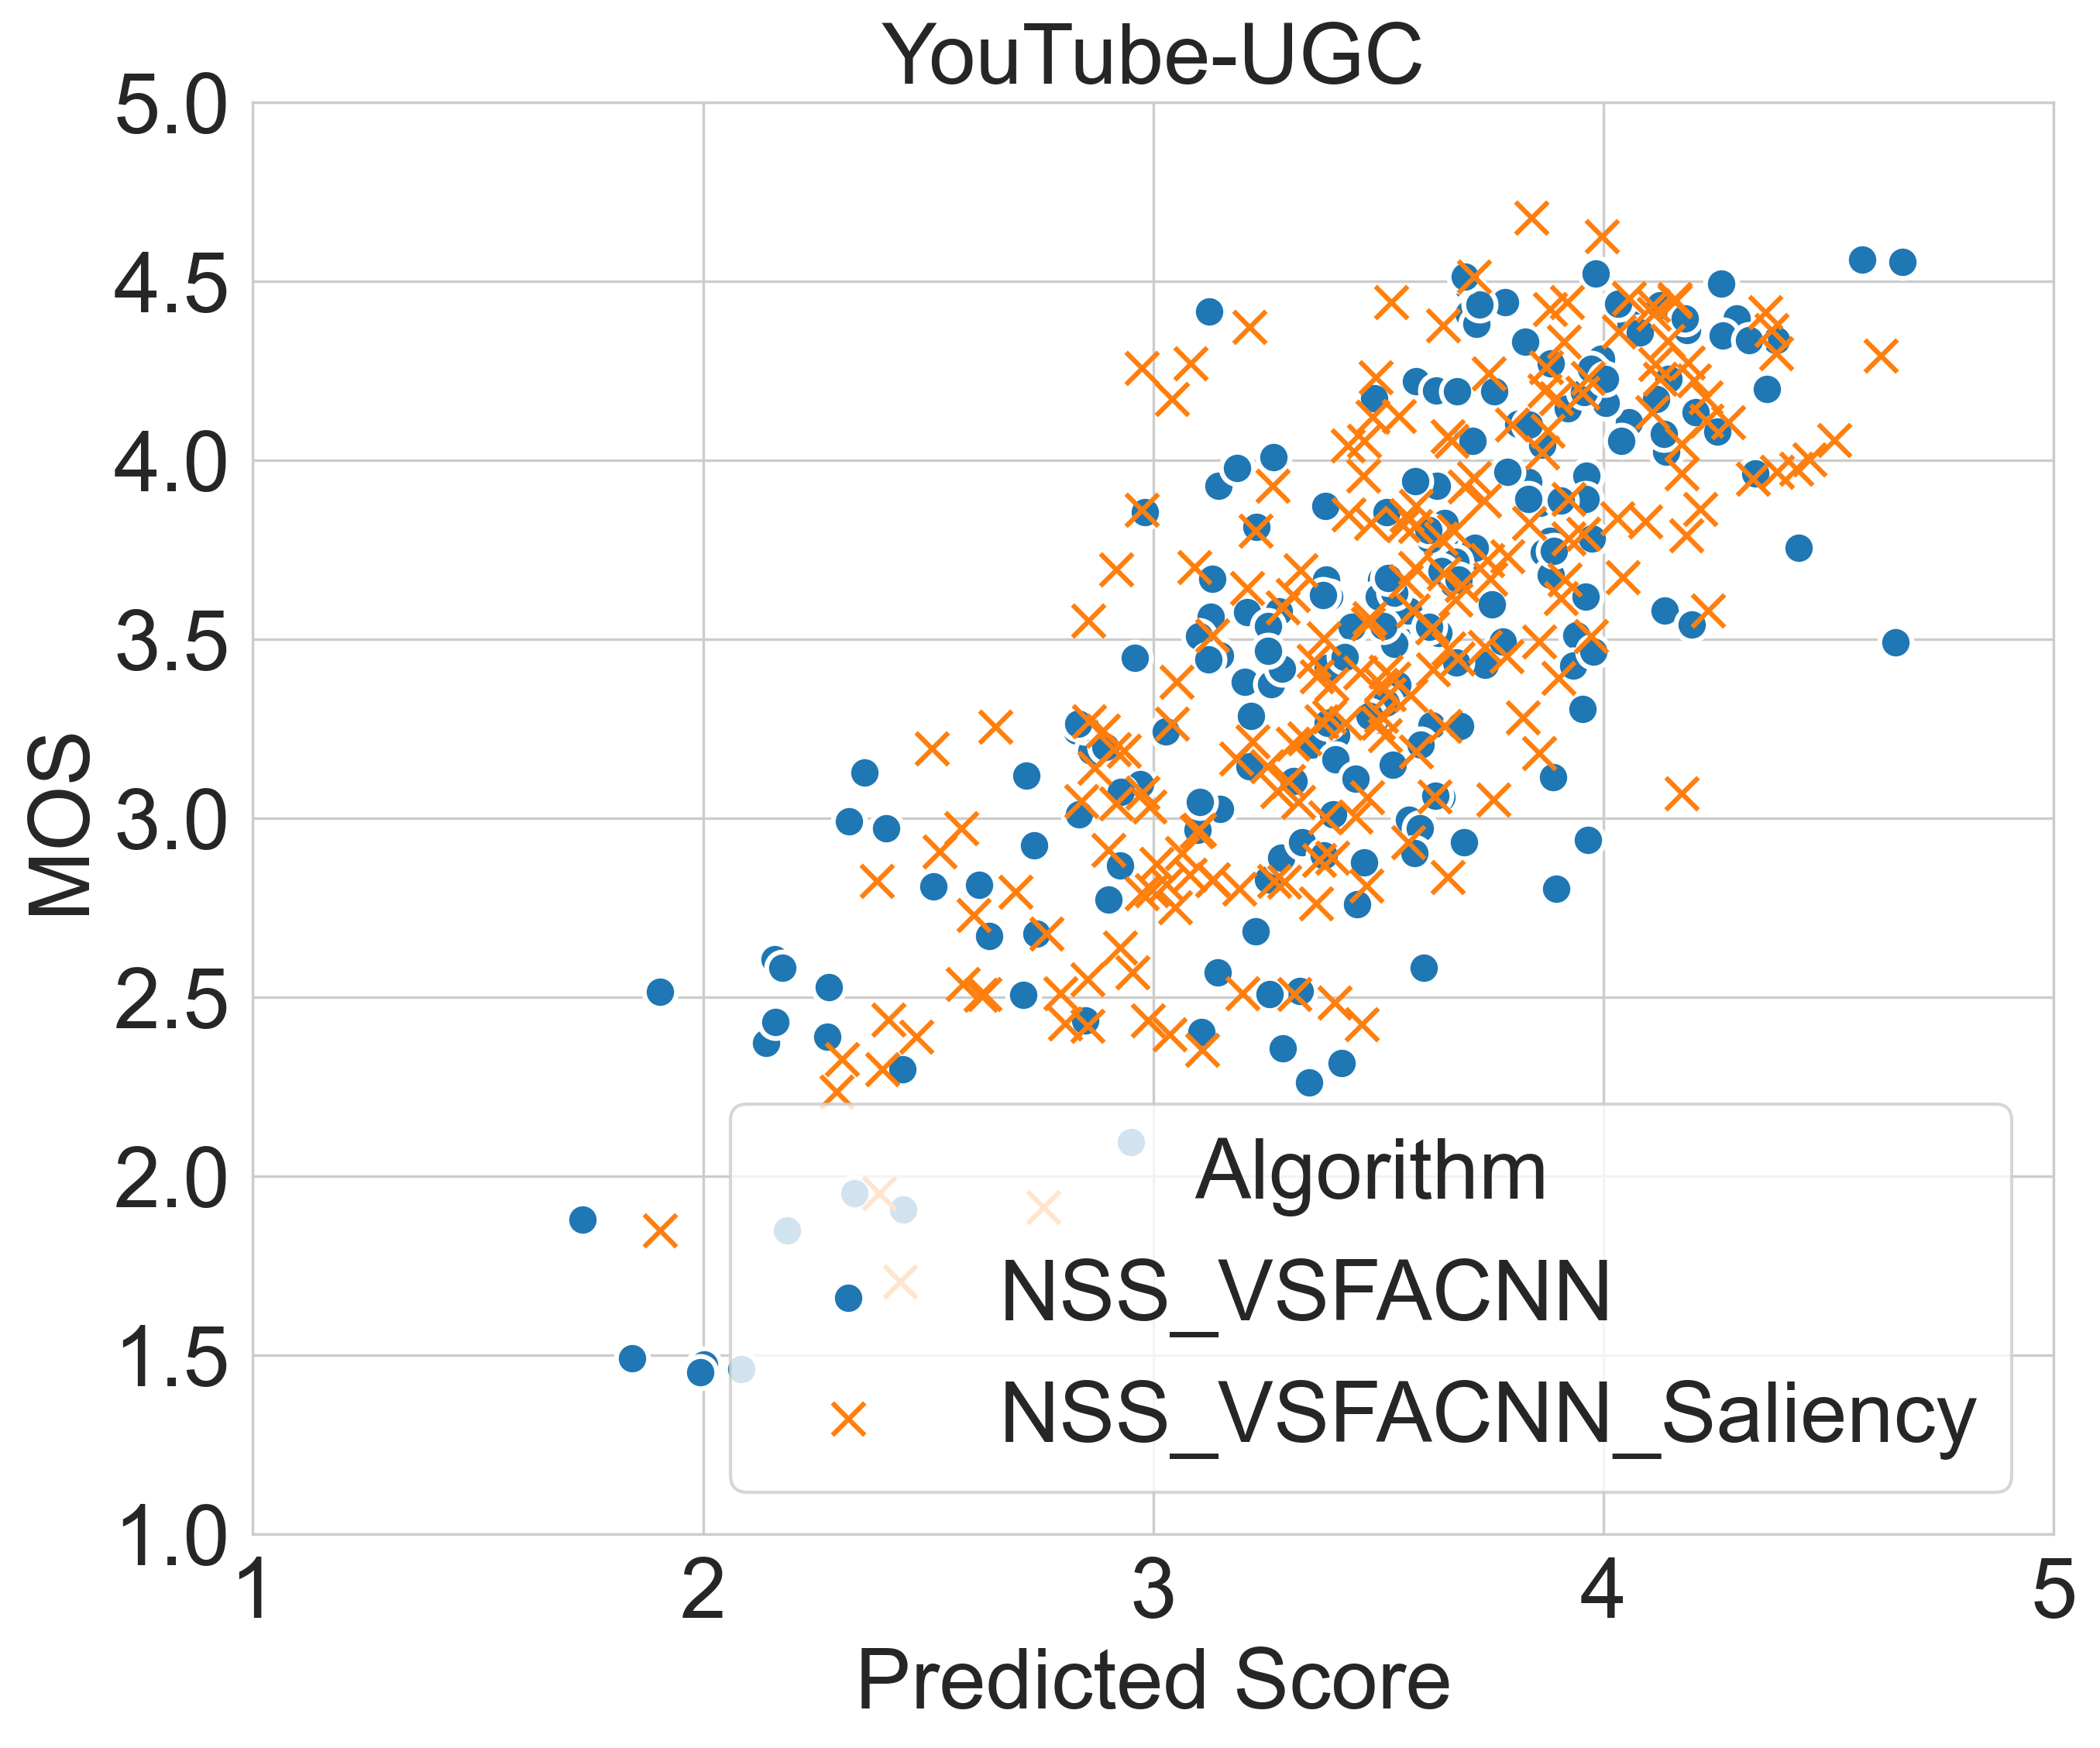 YouTube-UGC
5.0
4.5
4.0
3.5
3.0
2.5
2.0
1.5
1.0
MOS
Algorithm
NSS_VSFACNN
NSS_VSFACNN_Saliency
1 2 3 4 5
Predicted Score